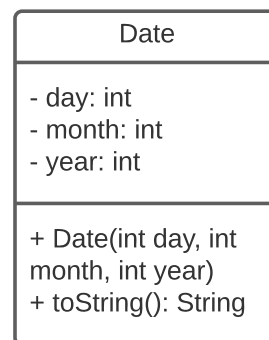 Date
- day: int
- month: int
- year: int
+ Date(int day, int
month, int year)
+ toString(): String